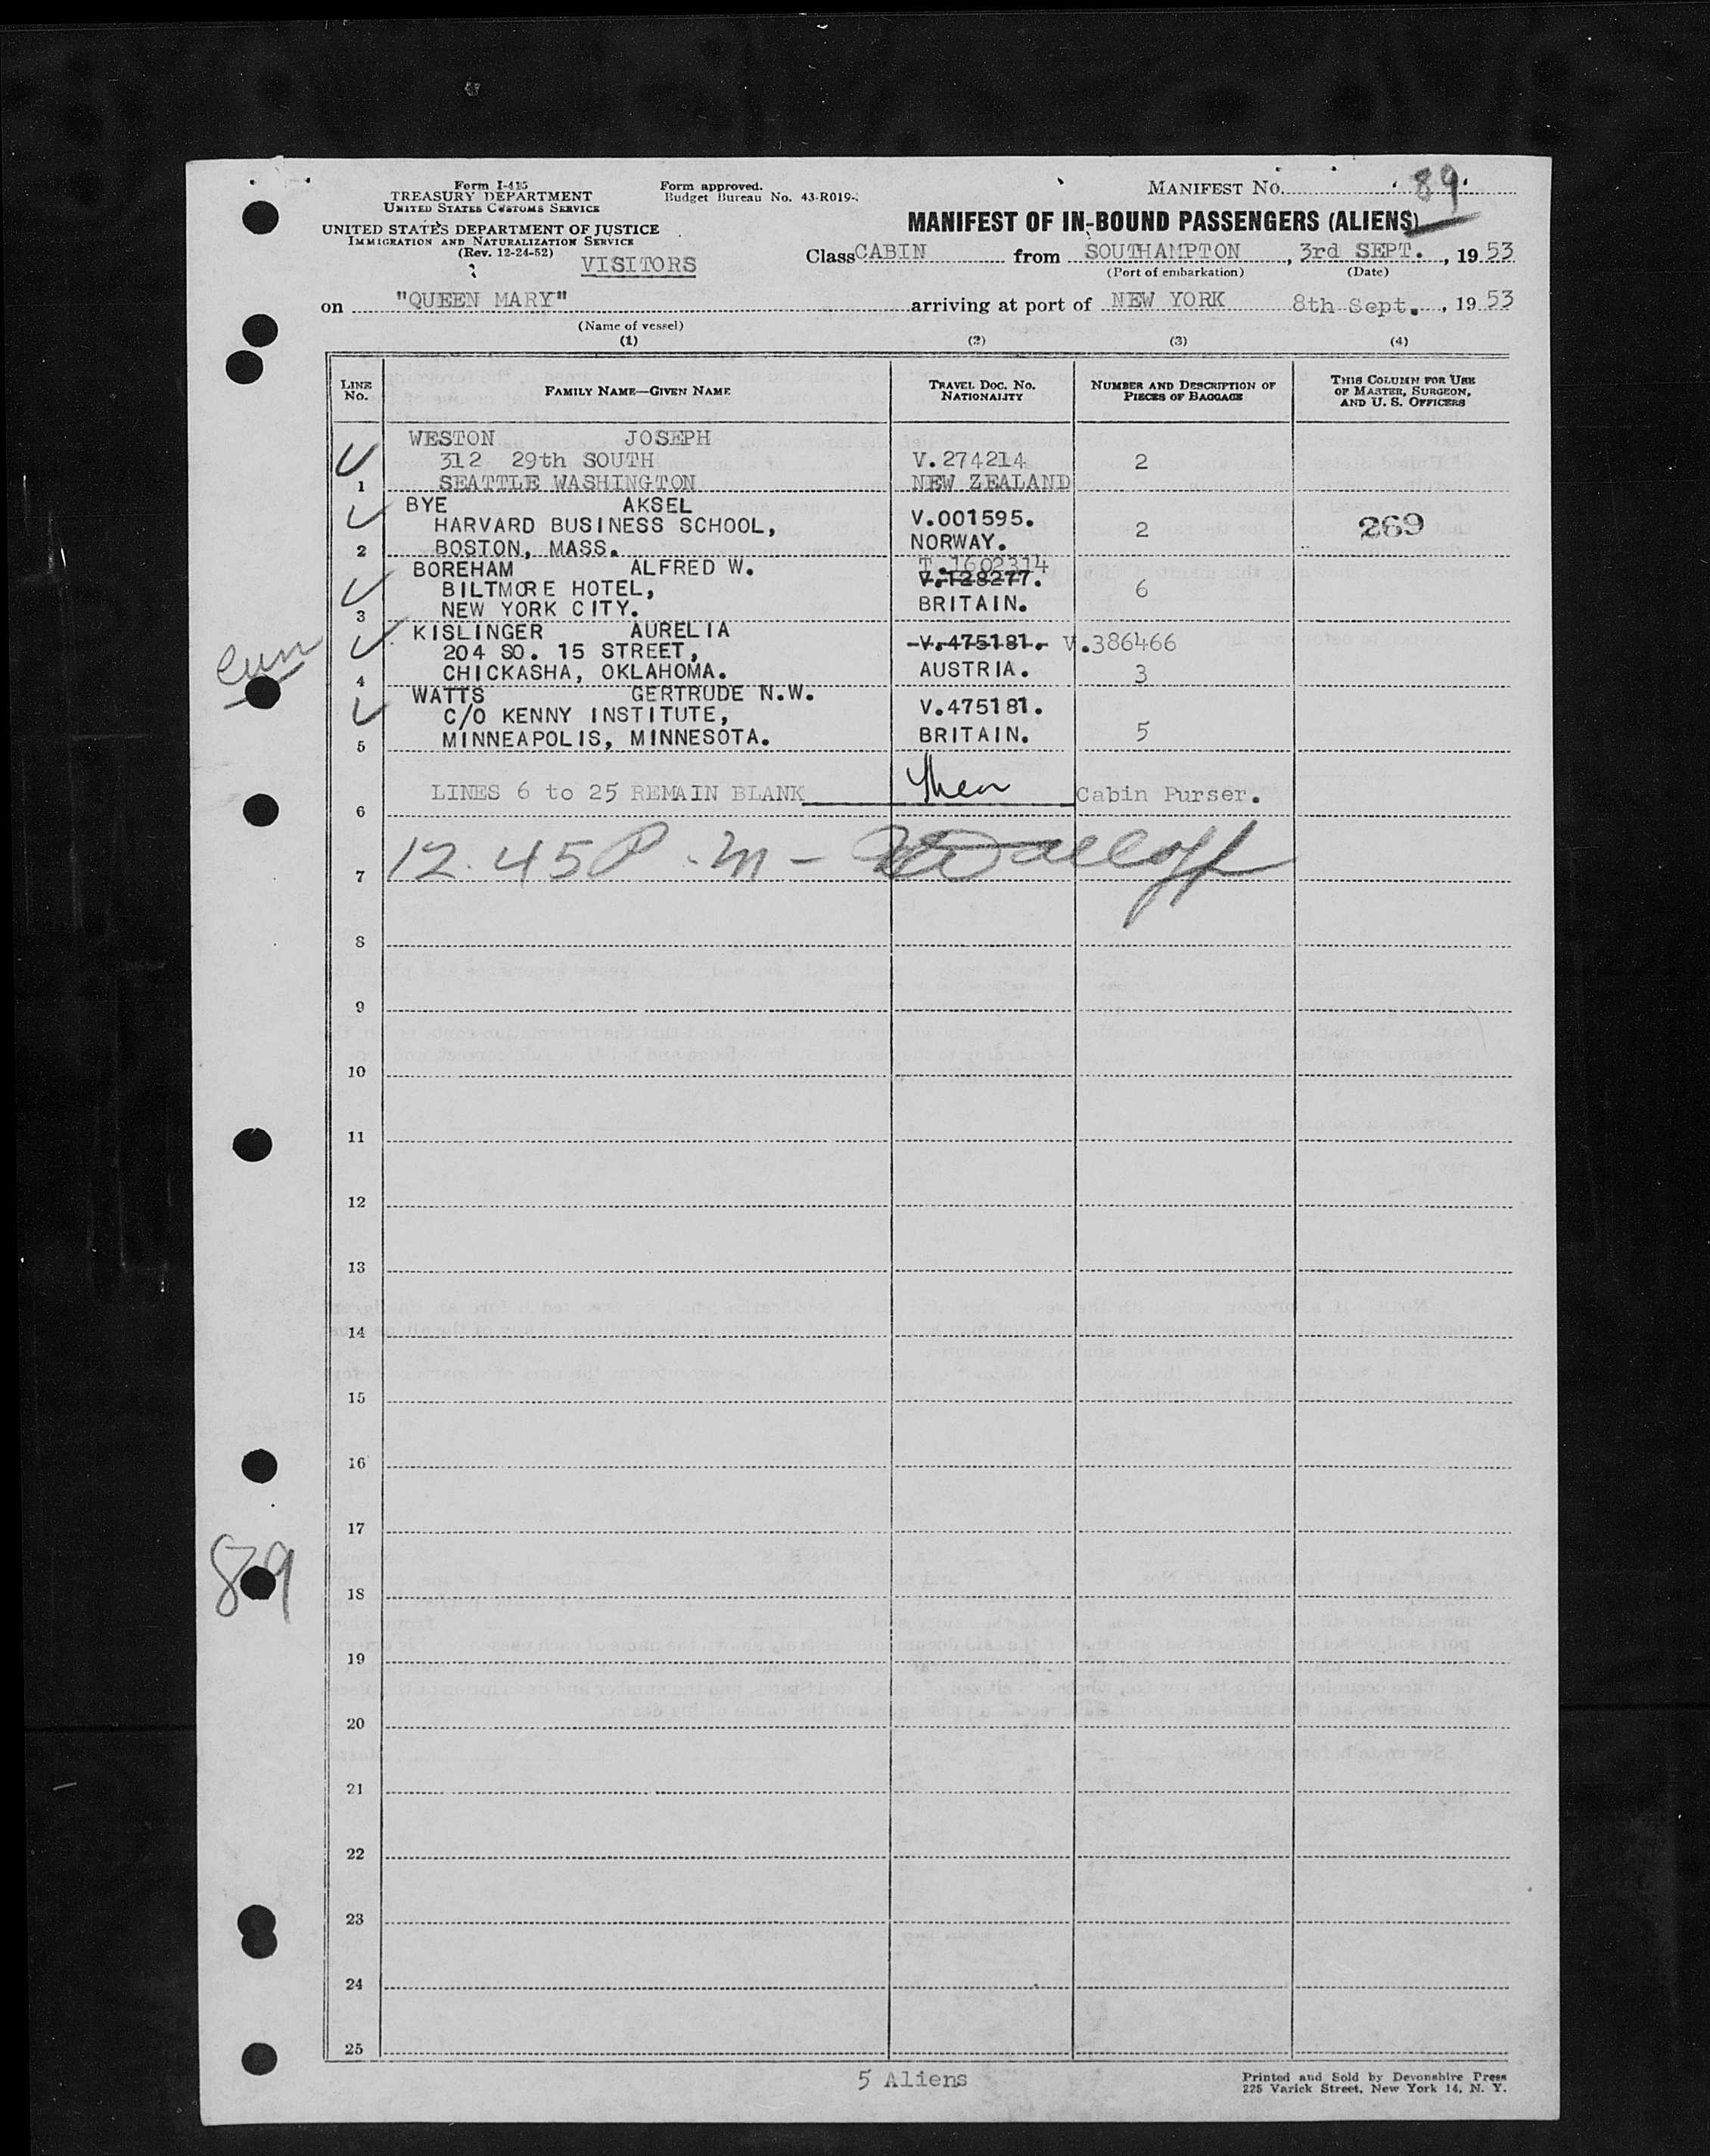 Form I-415
TREASURY DEPARTMENT
UNITED STATES CUSTOMS SERVICE
UNITED STATES DEPARTMENT OF JUSTICE
IMMIGRATION AND NATURALIZATION SERVICE
(Rev. 12-24-52)
VISITORS
Form approved.
Budget Bureau No. 43-R019-
MANIFEST NO. 89
MANIFEST OF IN-BOUND PASSENGERS (ALIENS)
Class CABIN from SOUTHAMPTON, 3rd SEPT., 19 53
(Port of embarkation) (Date)
on "QUEEN MARY" arriving at port of NEW YORK 8th Sept., 19 53
(Name of vessel)
(1) (2) (3) (4)
LINE NO.
FAMILY NAME—GIVEN NAME
TRAVEL DOC. NO.
NATIONALITY
NUMBER AND DESCRIPTION OF
PIECES OF BAGGAGE
THIS COLUMN FOR USE
OF MASTER, SURGEON,
AND U. S. OFFICERS
WESTON JOSEPH
312 29th SOUTH V.274214 2
1 SEATTLE WASHINGTON NEW ZEALAND
BYE AKSEL
HARVARD BUSINESS SCHOOL, V.001595. 2 269
2 BOSTON, MASS. NORWAY.
BOREHAM ALFRED W. T.1602314
BILTMORE HOTEL, V.128277. 6
3 NEW YORK CITY. BRITAIN.
KISLINGER AURELIA
204 SO. 15 STREET, V.475181. V.386466
4 CHICKASHA, OKLAHOMA. AUSTRIA. 3
WATTS GERTRUDE N.W.
C/O KENNY INSTITUTE, V.475181.
5 MINNEAPOLIS, MINNESOTA. BRITAIN. 5
LINES 6 to 25 REMAIN BLANK Cabin Purser.
6
12.45 P.m -
7
8
9
10
11
12
13
14
15
16
17
89
18
19
20
21
22
23
24
25
5 Aliens
Printed and Sold by Devonshire Press
225 Varick Street, New York 14, N. Y.